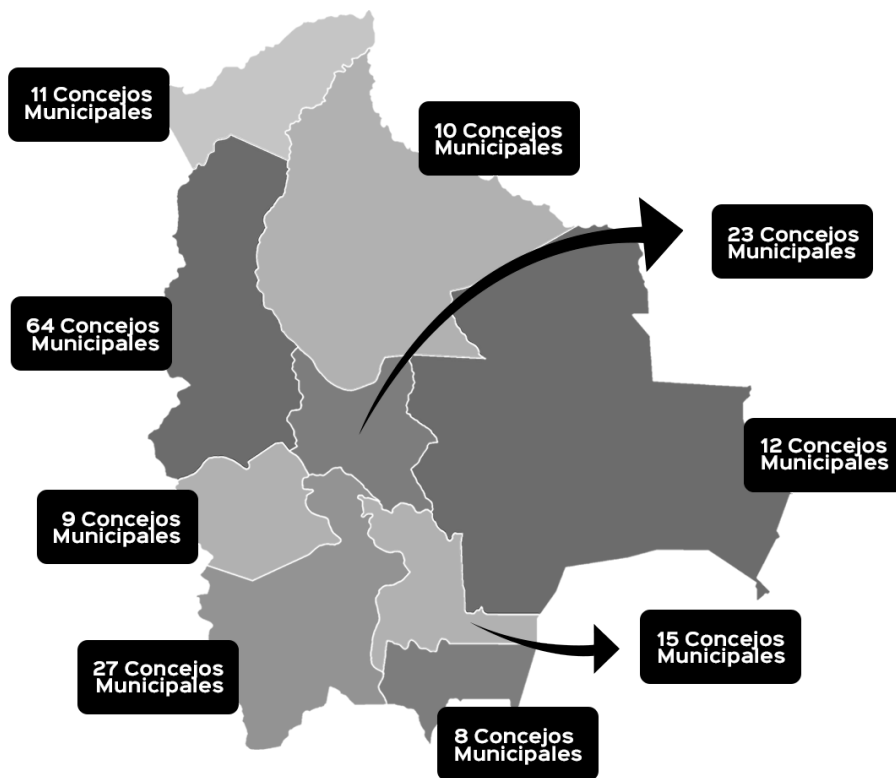 11 Concejos
Municipales
10 Concejos
Municipales
23 Concejos
Municipales
64 Concejos
Municipales
12 Concejos
Municipales
9 Concejos
Municipales
27 Concejos
Municipales
15 Concejos
Municipales
8 Concejos
Municipales